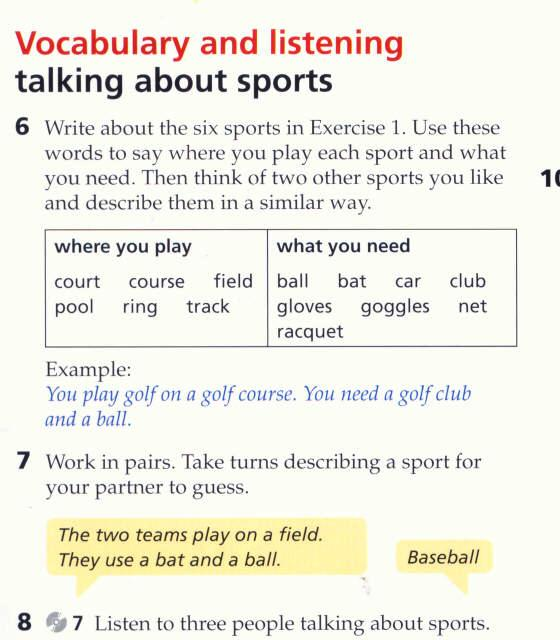 Vocabulary and listening
talking about sports
6 Write about the six sports in Exercise 1. Use these
words to say where you play each sport and what
you need. Then think of two other sports you like
and describe them in a similar way.
10
where you play
court course field
pool ring track
what you need
ball bat car club
gloves goggles net
racquet
Example:
You play golf on a golf course. You need a golf club
and a ball.
7 Work in pairs. Take turns describing a sport for
your partner to guess.
The two teams play on a field.
They use a bat and a ball.
Baseball
8 7 Listen to three people talking about sports.